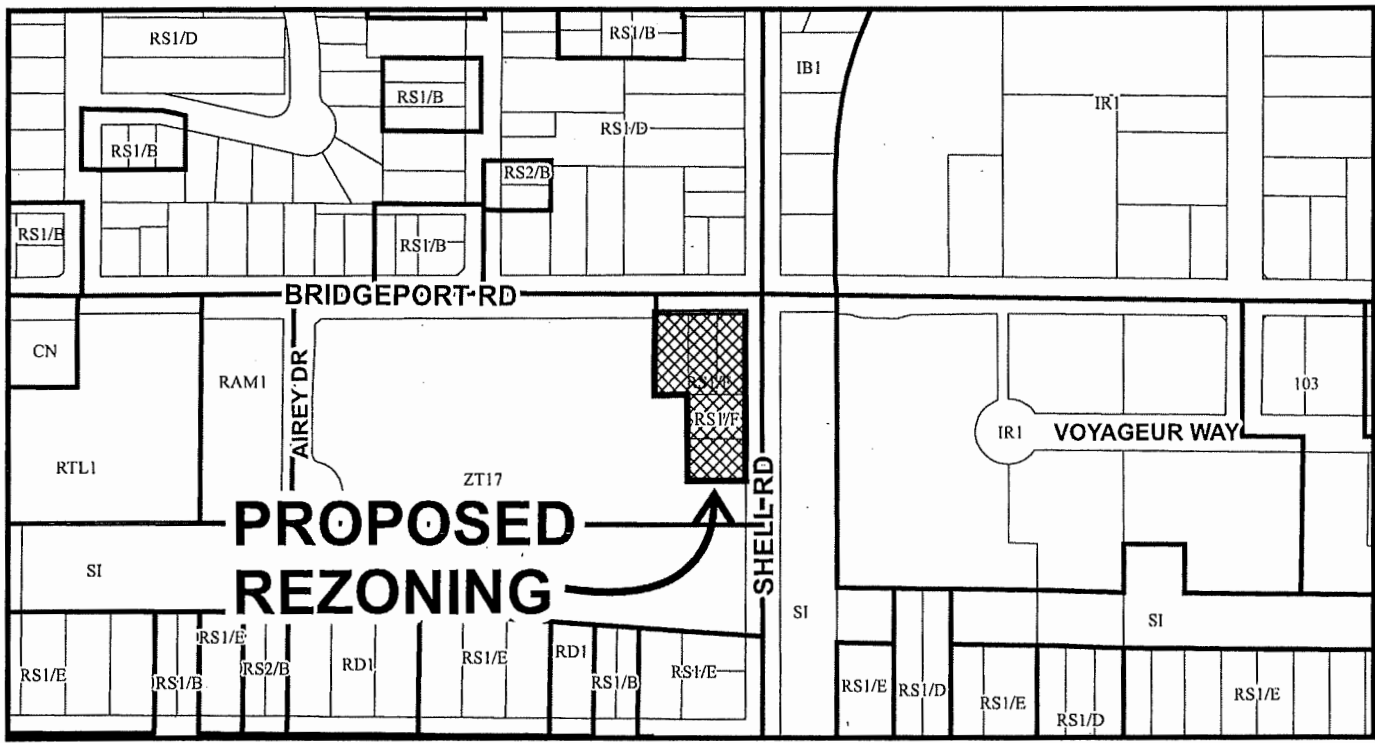 RS1/D
RS1/B
IB1
RS1/B
IR1
RS1/D
RS1/B
RS2/B
RS1/B
RS1/B
BRIDGEPORT RD
CN
RAM1
AIREY DR
RS1/F
103
IR1
VOYAGEUR WAY
RTL1
ZT17
PROPOSED
REZONING
SHELL RD
SI
SI
SI
RS1/E
RS1/B
RS1/E
RS2/B
RD1
RS1/E
RD1
RS1/B
RS1/E
RS1/E
RS1/D
RS1/E
RS1/D
RS1/E